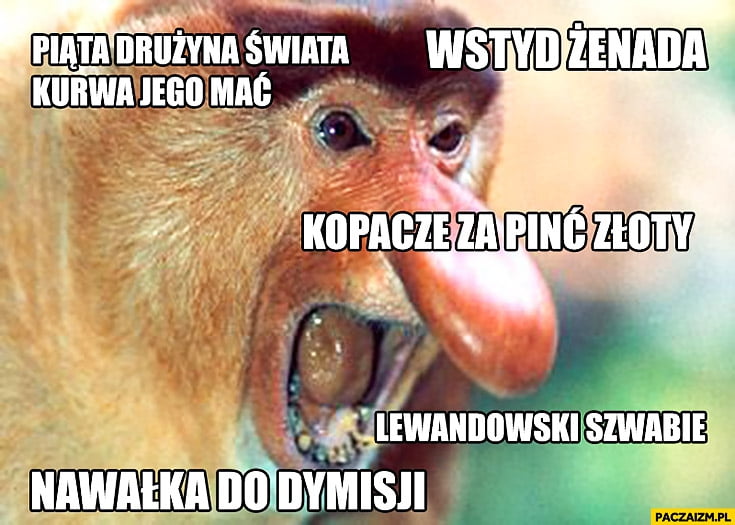 PIĄTA DRUŻYNA ŚWIATA
KURWA JEGO MAĆ
WSTYD ŻENADA
KOPACZE ZA PINĆ ZŁOTY
LEWANDOWSKI SZWABIE
NAWAŁKA DO DYMISJI
PACZAIZM.PL